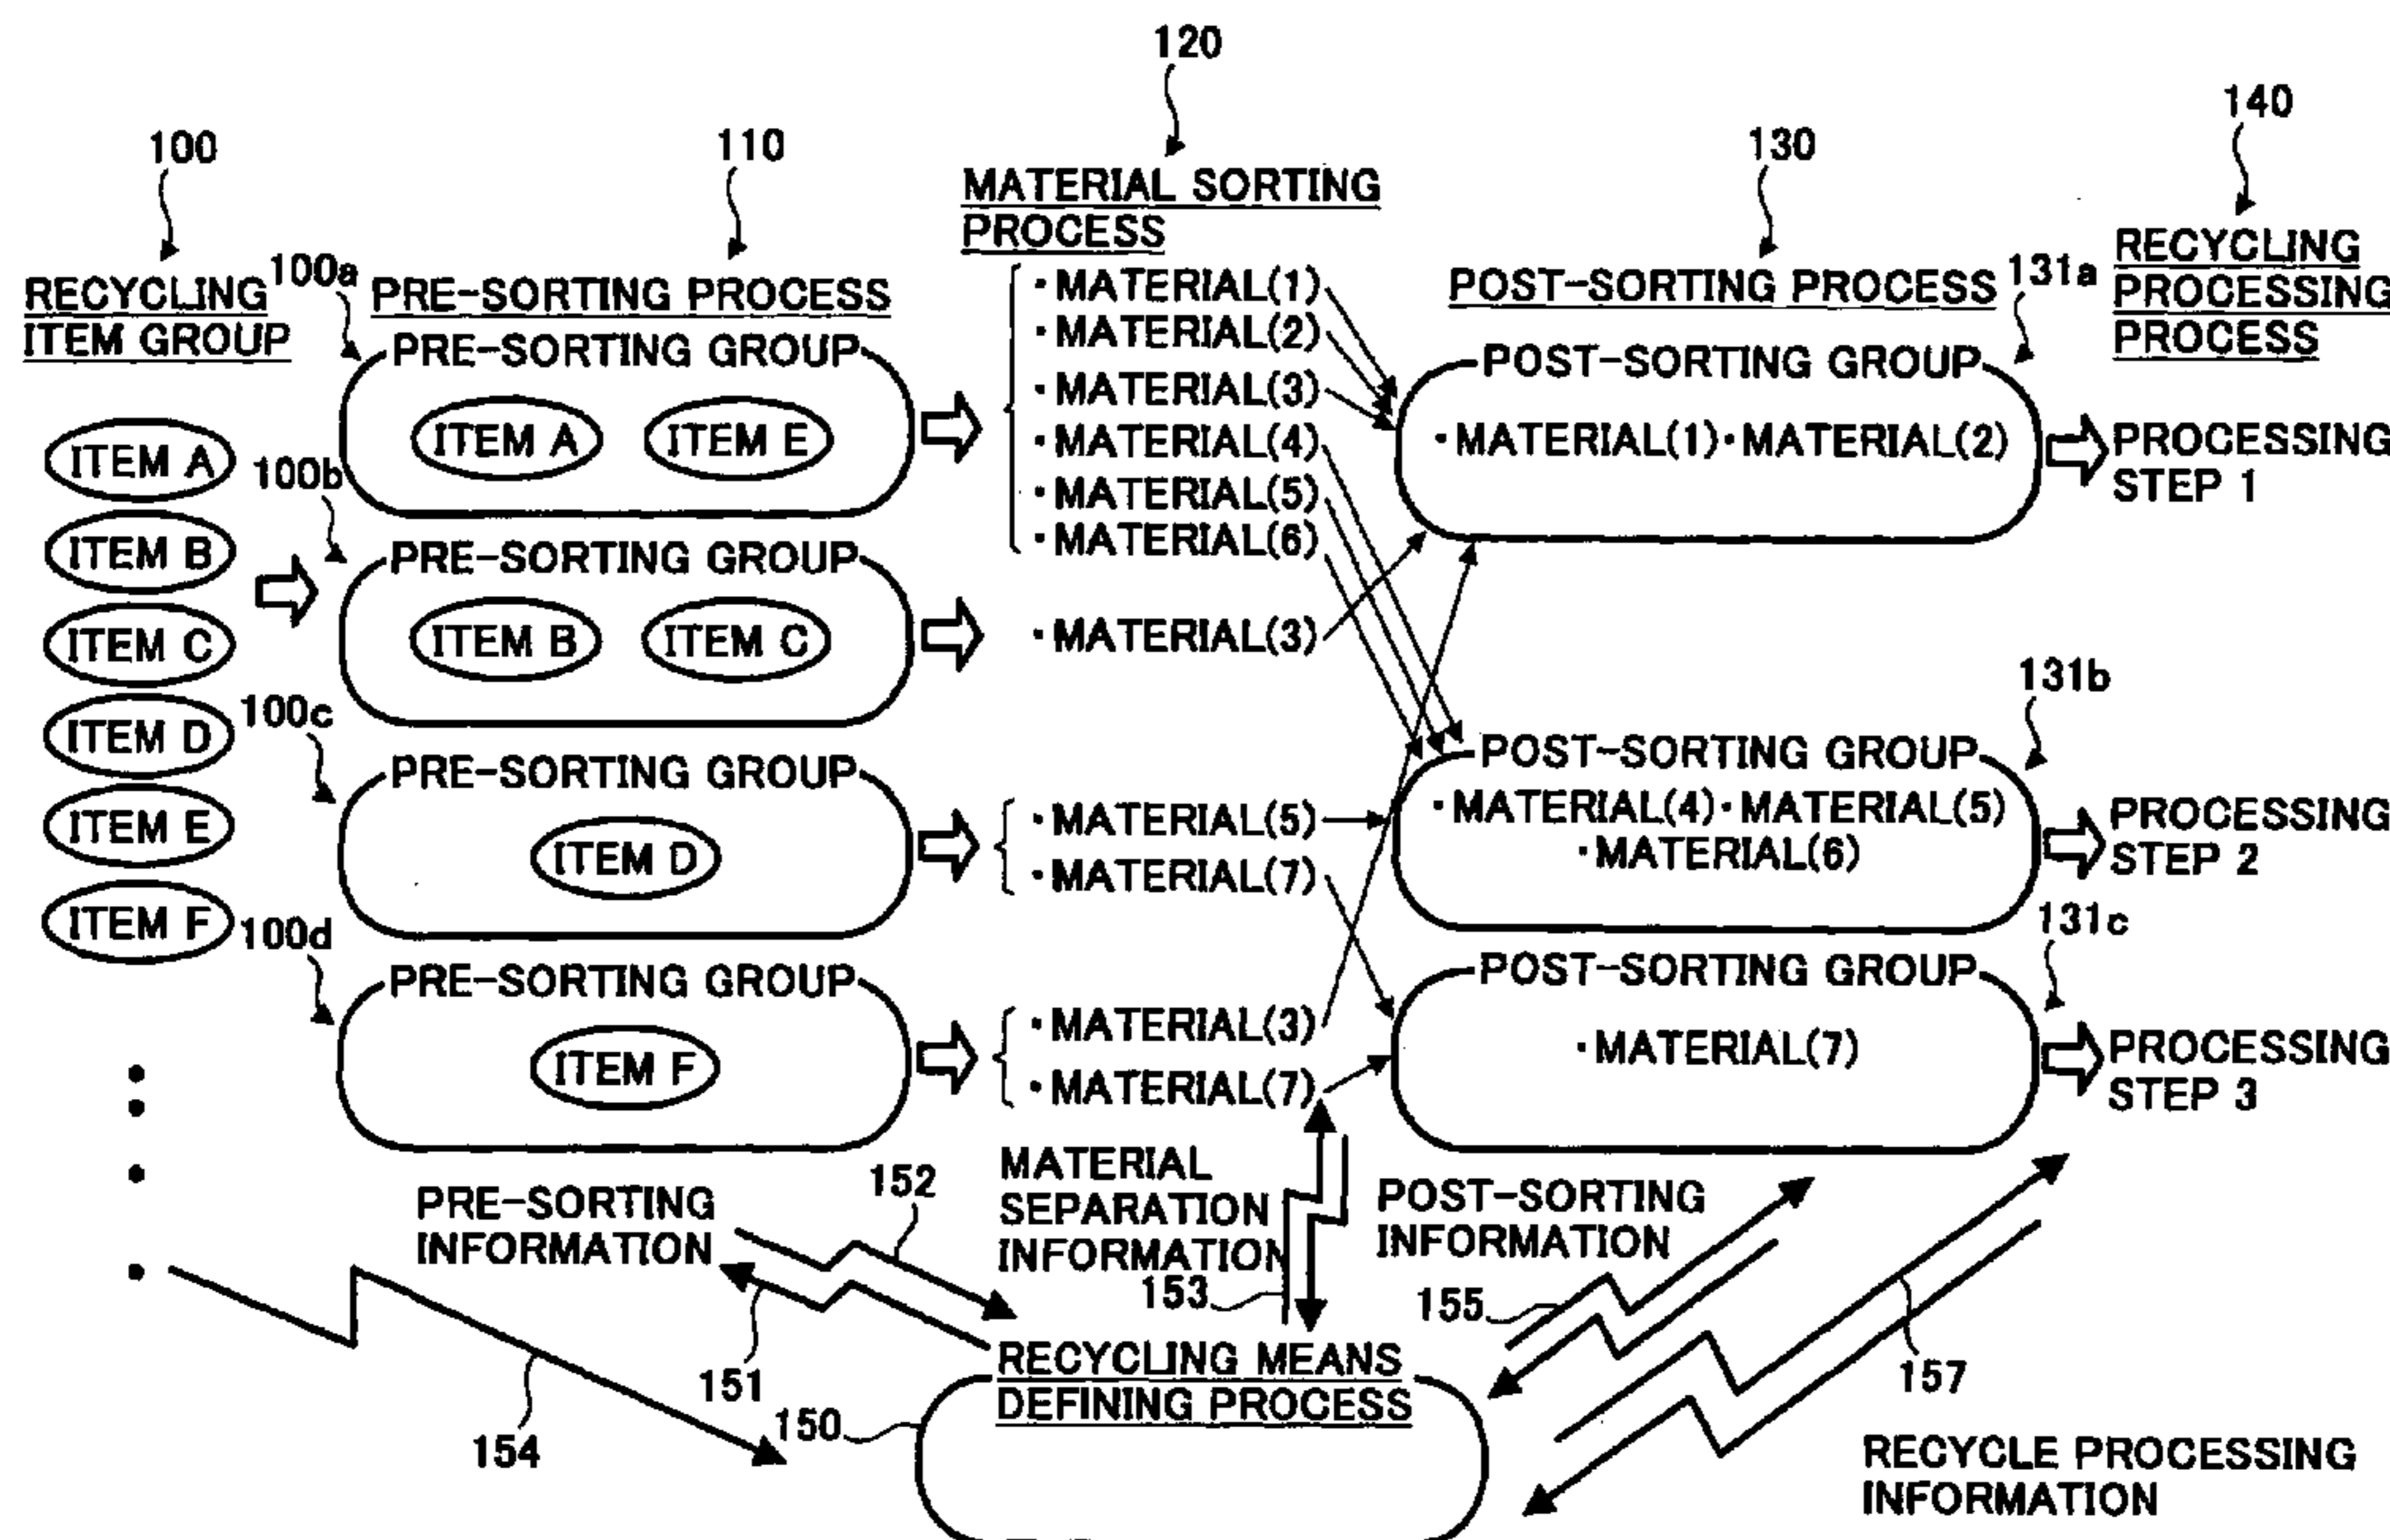 120
140
100
110
130
MATERIAL SORTING
PROCESS
RECYCLING
PROCESSING
PROCESS
RECYCLING
ITEM GROUP
100a
PRE-SORTING PROCESS
POST-SORTING PROCESS
131a
PRE-SORTING GROUP
ITEM A
ITEM E
100b
PRE-SORTING GROUP
ITEM B
ITEM C
100c
PRE-SORTING GROUP
ITEM D
100d
PRE-SORTING GROUP
ITEM F
ITEM A
ITEM B
ITEM C
ITEM D
ITEM E
ITEM F
・MATERIAL(1)
・MATERIAL(2)
・MATERIAL(3)
・MATERIAL(4)
・MATERIAL(5)
・MATERIAL(6)
・MATERIAL(3)
・MATERIAL(5)
・MATERIAL(7)
・MATERIAL(3)
・MATERIAL(7)
POST-SORTING GROUP
・MATERIAL(1)・MATERIAL(2)
PROCESSING
STEP 1
131b
POST-SORTING GROUP
・MATERIAL(4)・MATERIAL(5)
・MATERIAL(6)
PROCESSING
STEP 2
131c
POST-SORTING GROUP
・MATERIAL(7)
PROCESSING
STEP 3
PRE-SORTING
INFORMATION
152
151
154
MATERIAL
SEPARATION
INFORMATION
153
POST-SORTING
INFORMATION
155
157
RECYCLING MEANS
DEFINING PROCESS
150
RECYCLE PROCESSING
INFORMATION